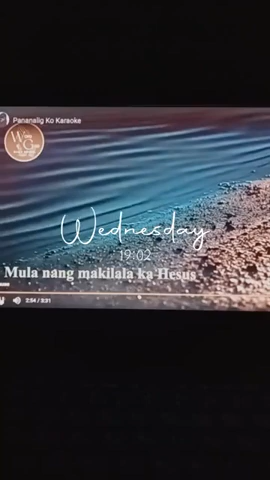 Pananalig Ko Karaoke
Wednesday
19:02
Mula nang makilala ka Hesus
2:54 / 3:31